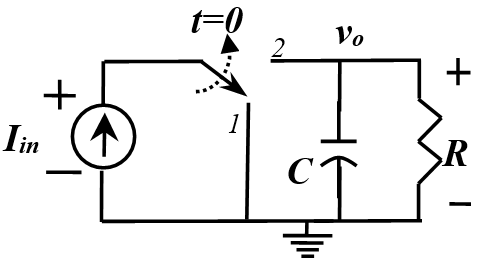 t=0
2
v_o
+
+
I_in
1
C
R
−
−